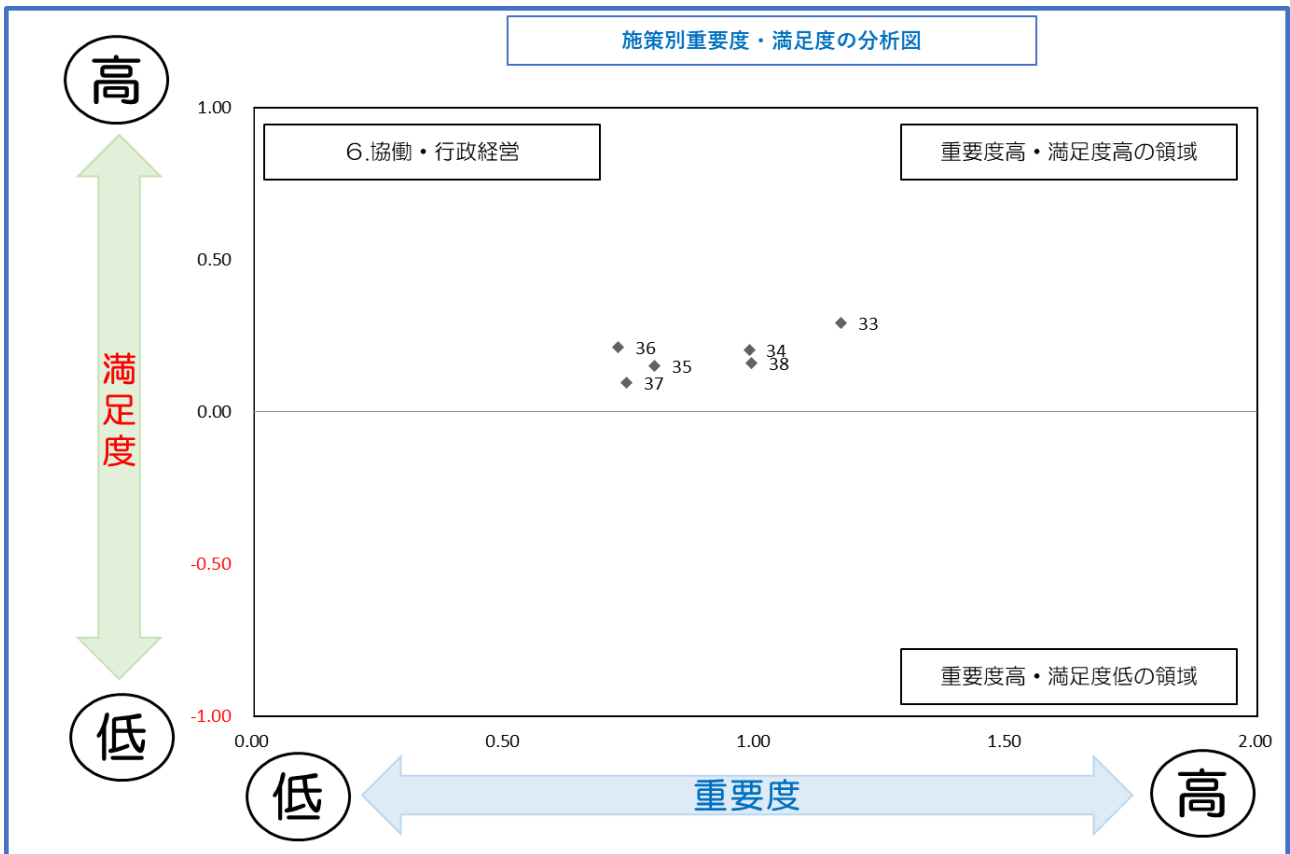 施策別重要度・満足度の分析図
高
1.00
6.協働・行政経営
重要度高・満足度高の領域
0.50
33
36
34
35
38
37
満足度
0.00
-0.50
重要度高・満足度低の領域
低
-1.00
0.00
0.50
1.00
1.50
2.00
低
重要度
高